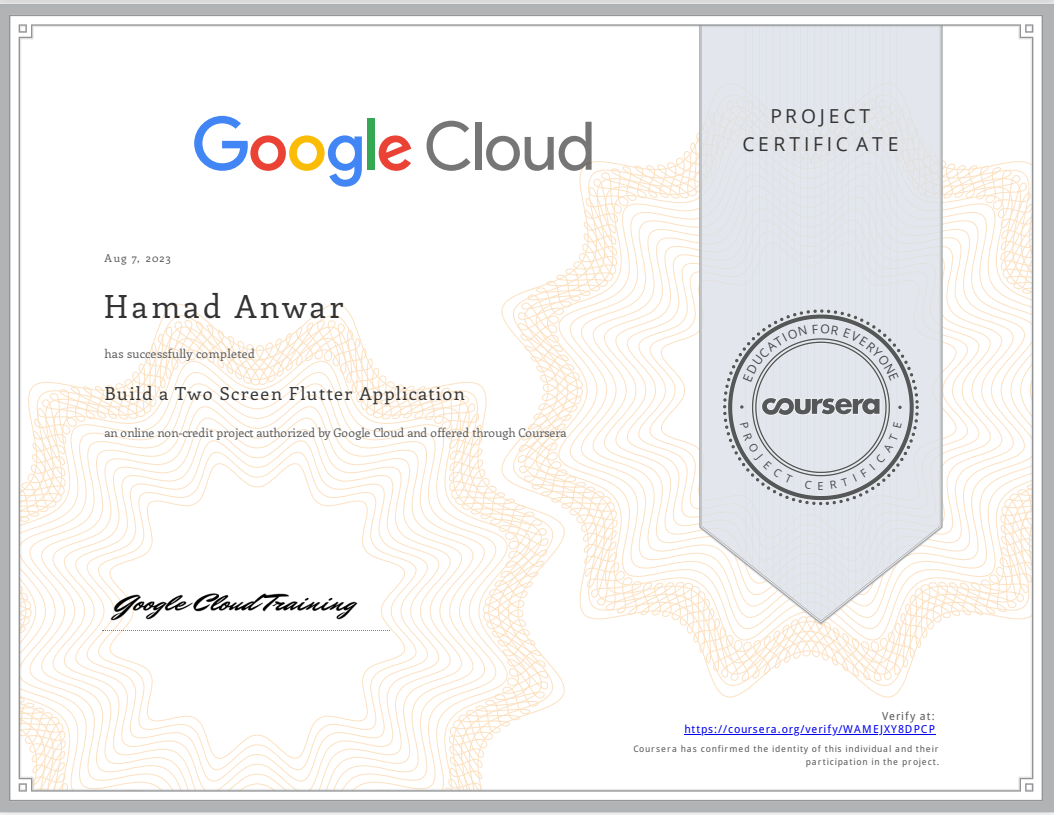 Google Cloud
PROJECT
CERTIFICATE
Aug 7, 2023
Hamad Anwar
has successfully completed
Build a Two Screen Flutter Application
an online non-credit project authorized by Google Cloud and offered through Coursera
EDUCATION FOR EVERYONE
coursera
PROJECT CERTIFICATE
Google Cloud Training
Verify at:
https://coursera.org/verify/WAMEJXY8DPCP
Coursera has confirmed the identity of this individual and their
participation in the project.